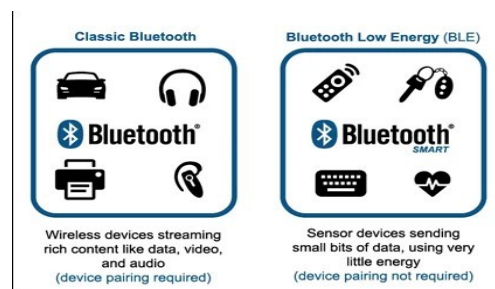 Classic Bluetooth
Bluetooth®
Wireless devices streaming
rich content like data, video,
and audio
(device pairing required)
Bluetooth Low Energy (BLE)
Bluetooth®
SMART
Sensor devices sending
small bits of data, using very
little energy
(device pairing not required)